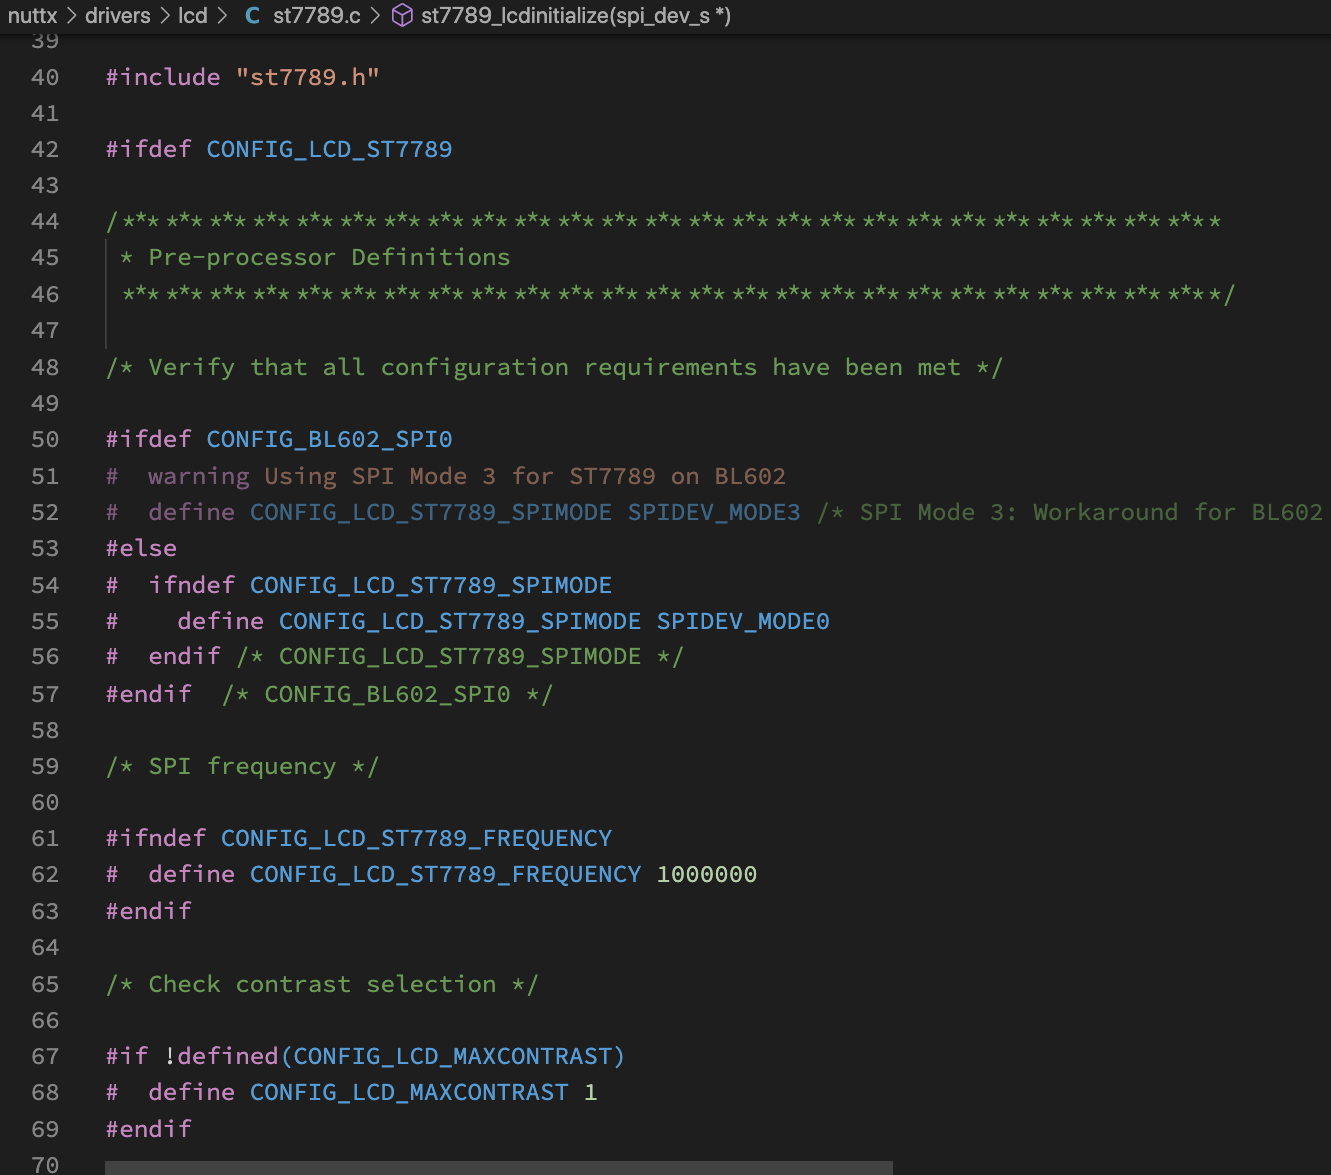 nuttx > drivers > lcd > C st7789.c > st7789_lcdinitialize(spi_dev_s *)
39
40 #include "st7789.h"
41
42 #ifdef CONFIG_LCD_ST7789
43
44 /****************************************************************************
45  * Pre-processor Definitions
46  ****************************************************************************/
47
48 /* Verify that all configuration requirements have been met */
49
50 #ifdef CONFIG_BL602_SPI0
51 #  warning Using SPI Mode 3 for ST7789 on BL602
52 #  define CONFIG_LCD_ST7789_SPIMODE SPIDEV_MODE3 /* SPI Mode 3: Workaround for BL602
53 #else
54 #  ifndef CONFIG_LCD_ST7789_SPIMODE
55 #    define CONFIG_LCD_ST7789_SPIMODE SPIDEV_MODE0
56 #  endif /* CONFIG_LCD_ST7789_SPIMODE */
57 #endif  /* CONFIG_BL602_SPI0 */
58
59 /* SPI frequency */
60
61 #ifndef CONFIG_LCD_ST7789_FREQUENCY
62 #  define CONFIG_LCD_ST7789_FREQUENCY 1000000
63 #endif
64
65 /* Check contrast selection */
66
67 #if !defined(CONFIG_LCD_MAXCONTRAST)
68 #  define CONFIG_LCD_MAXCONTRAST 1
69 #endif
70